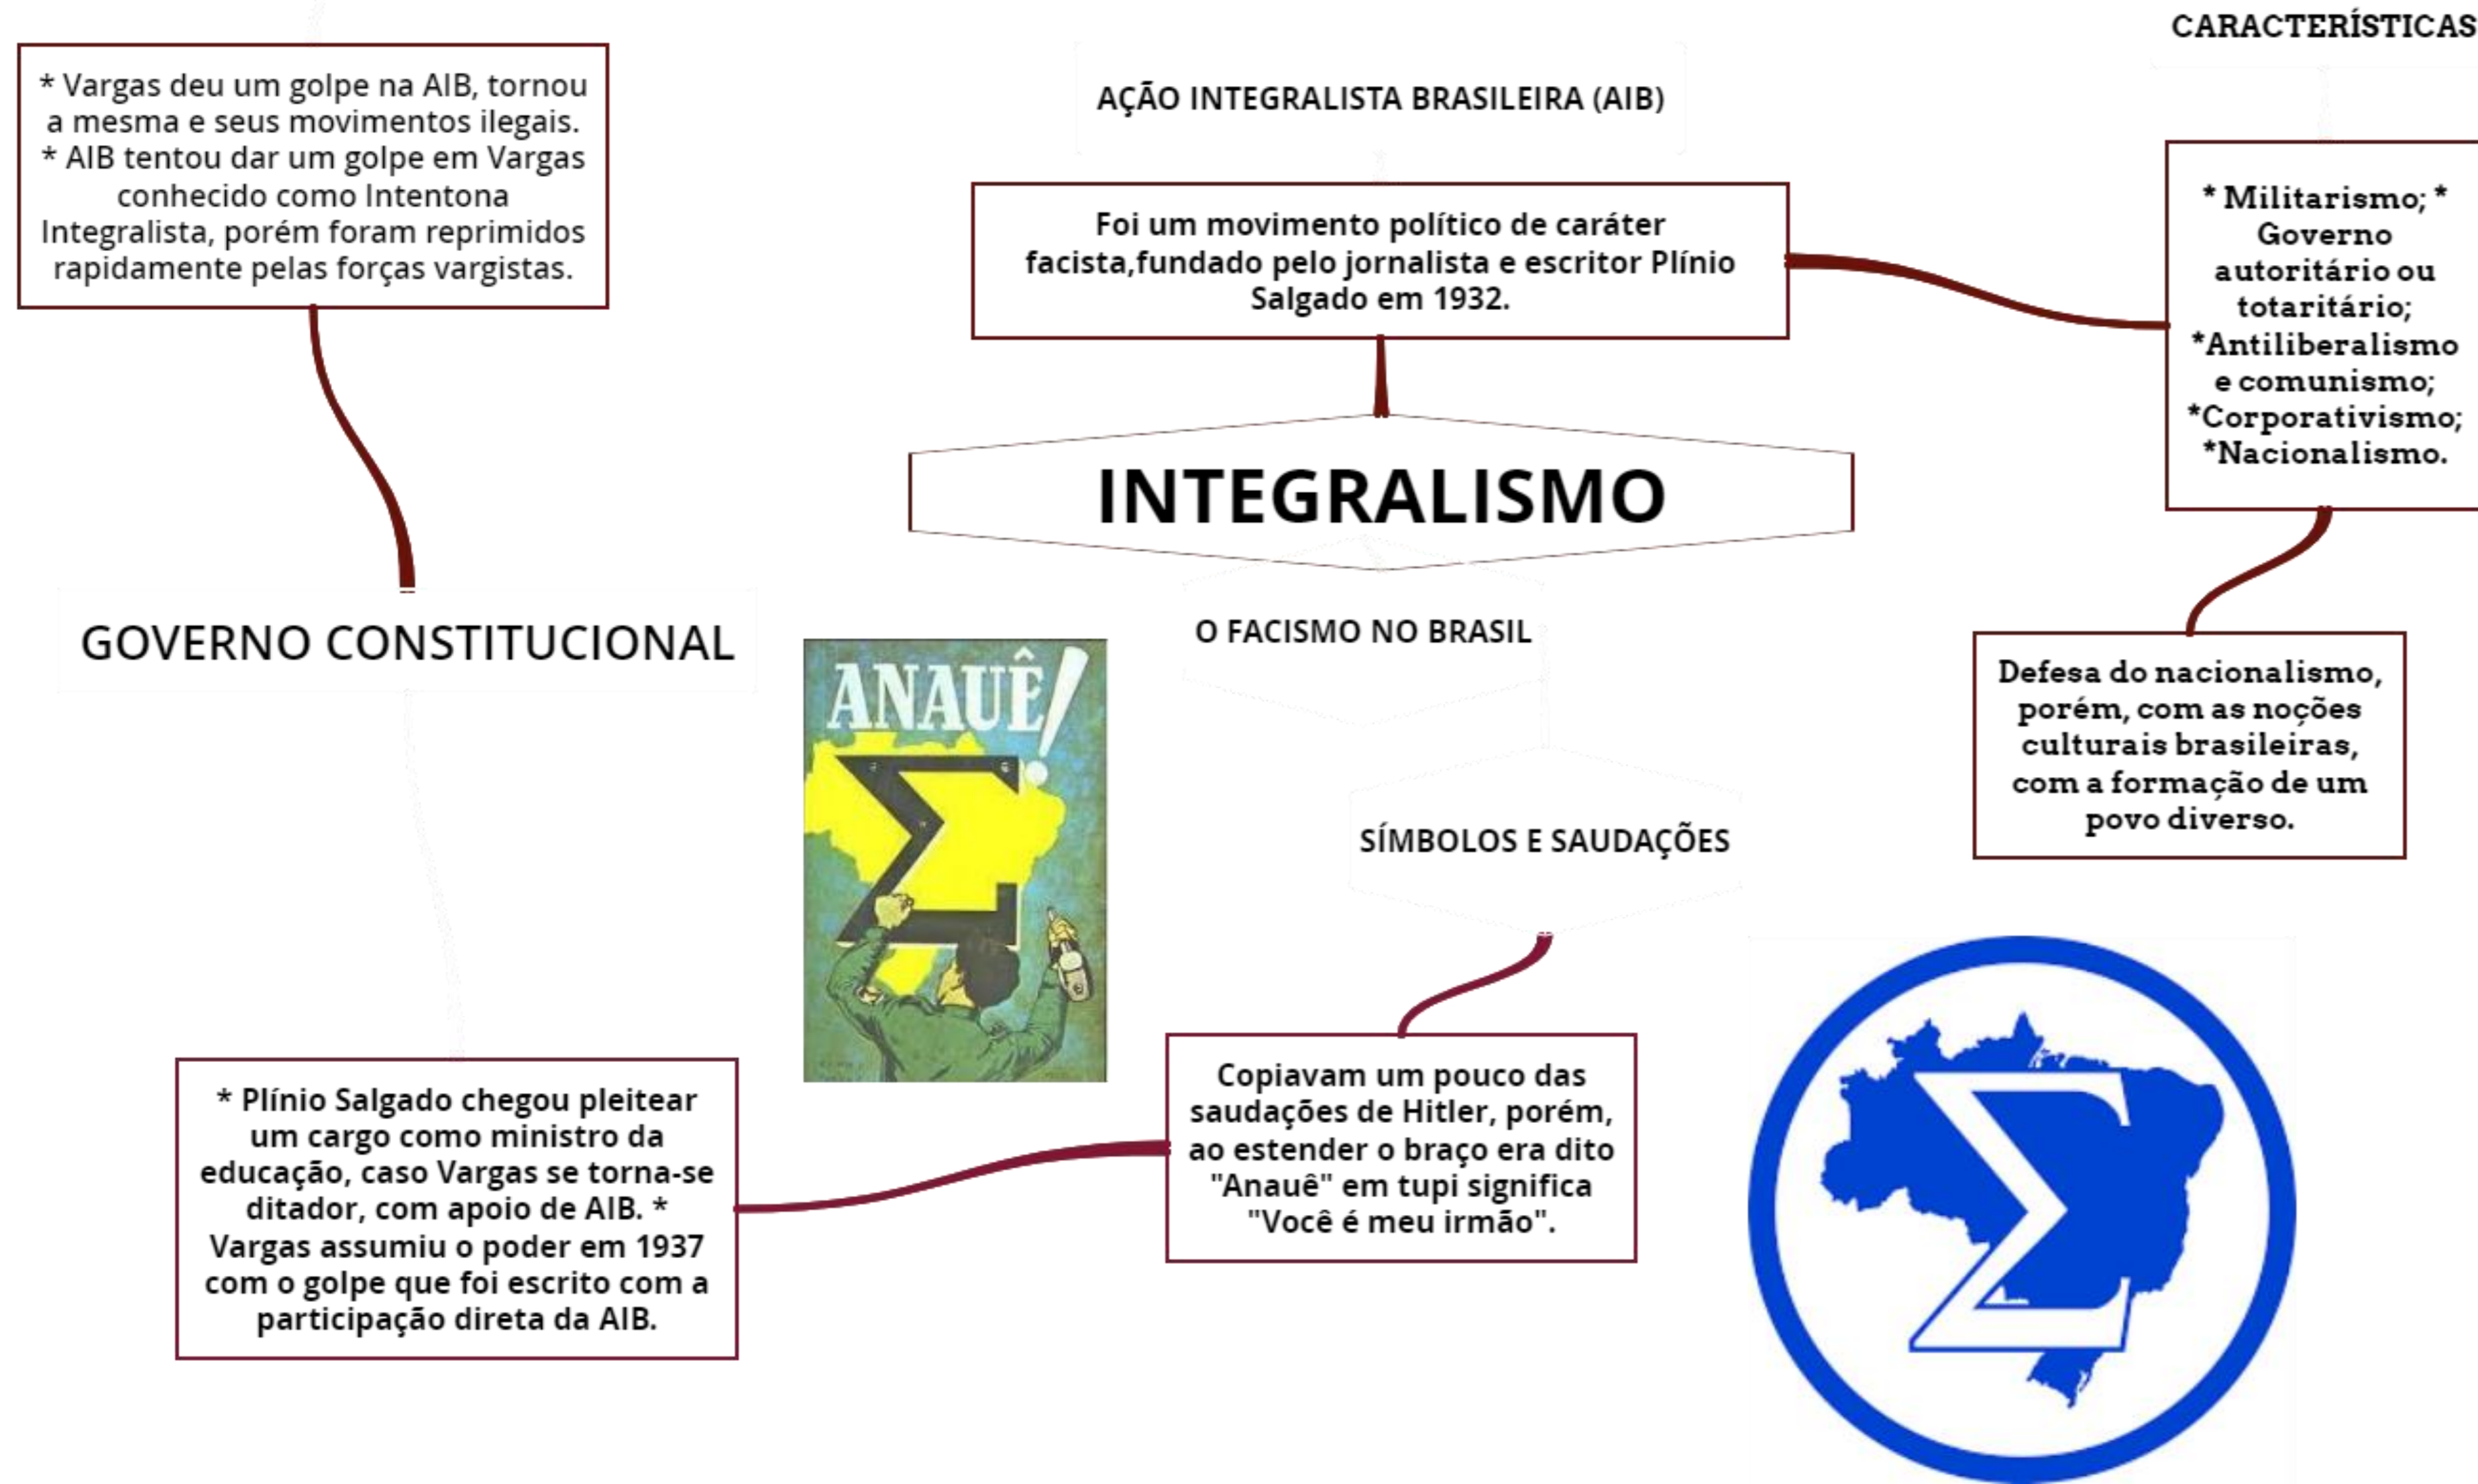 CARACTERÍSTICAS
* Vargas deu um golpe na AIB, tornou
a mesma e seus movimentos ilegais.
* AIB tentou dar um golpe em Vargas
conhecido como Intentona
Integralista, porém foram reprimidos
rapidamente pelas forças vargistas.
AÇÃO INTEGRALISTA BRASILEIRA (AIB)
Foi um movimento político de caráter
facista,fundado pelo jornalista e escritor Plínio
Salgado em 1932.
* Militarismo; *
Governo
autoritário ou
totaritário;
*Antiliberalismo
e comunismo;
*Corporativismo;
*Nacionalismo.
INTEGRALISMO
GOVERNO CONSTITUCIONAL
O FACISMO NO BRASIL
ANAUÊ!
Σ
Defesa do nacionalismo,
porém, com as noções
culturais brasileiras,
com a formação de um
povo diverso.
SÍMBOLOS E SAUDAÇÕES
Copiavam um pouco das
saudações de Hitler, porém,
ao estender o braço era dito
"Anauê" em tupi significa
"Você é meu irmão".
* Plínio Salgado chegou pleitear
um cargo como ministro da
educação, caso Vargas se torna-se
ditador, com apoio de AIB. *
Vargas assumiu o poder em 1937
com o golpe que foi escrito com a
participação direta da AIB.
Σ